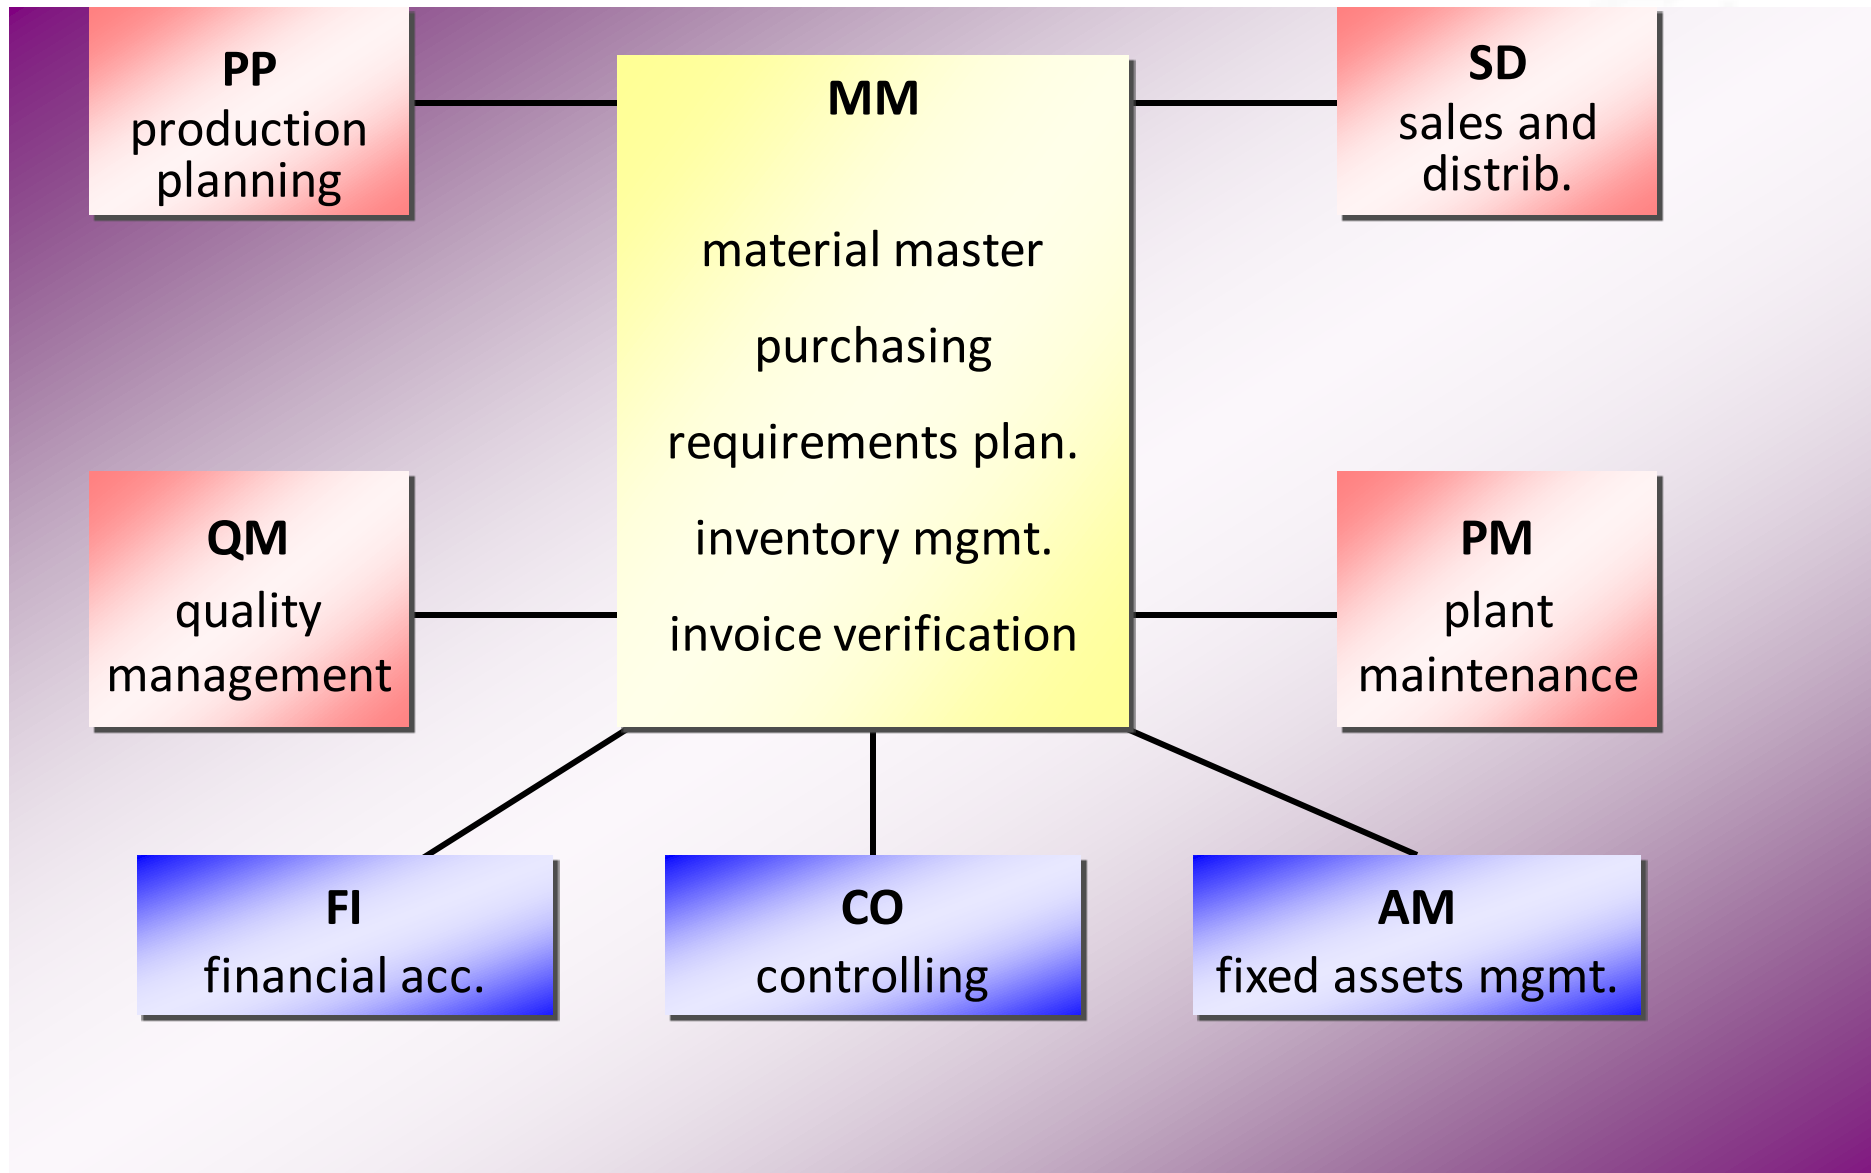 PP
production
planning
MM
material master
purchasing
requirements plan.
inventory mgmt.
invoice verification
SD
sales and
distrib.
QM
quality
management
PM
plant
maintenance
FI
financial acc.
CO
controlling
AM
fixed assets mgmt.